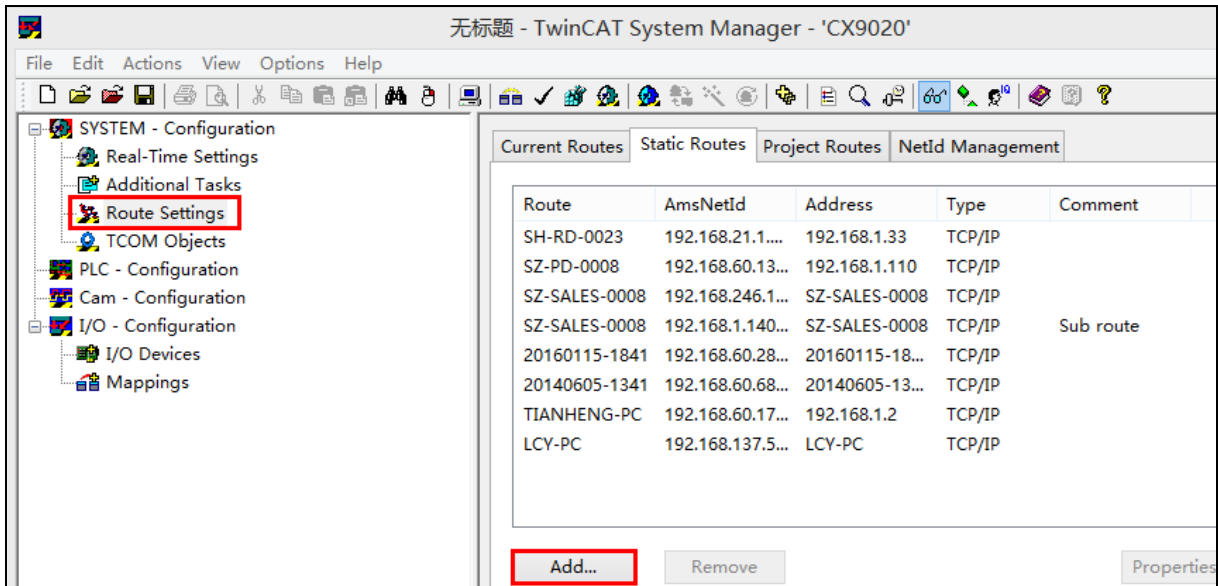 无标题 - TwinCAT System Manager - 'CX9020'
File Edit Actions View Options Help
SYSTEM - Configuration
Real-Time Settings
Additional Tasks
Route Settings
TCOM Objects
PLC - Configuration
Cam - Configuration
I/O - Configuration
I/O Devices
Mappings
Current Routes Static Routes Project Routes NetId Management
Route AmsNetId Address Type Comment
SH-RD-0023 192.168.21.1.... 192.168.1.33 TCP/IP
SZ-PD-0008 192.168.60.13... 192.168.1.110 TCP/IP
SZ-SALES-0008 192.168.246.1... SZ-SALES-0008 TCP/IP
SZ-SALES-0008 192.168.1.140... SZ-SALES-0008 TCP/IP Sub route
20160115-1841 192.168.60.28... 20160115-18... TCP/IP
20140605-1341 192.168.60.68... 20140605-13... TCP/IP
TIANHENG-PC 192.168.60.17... 192.168.1.2 TCP/IP
LCY-PC 192.168.137.5... LCY-PC TCP/IP
Add... Remove Properties